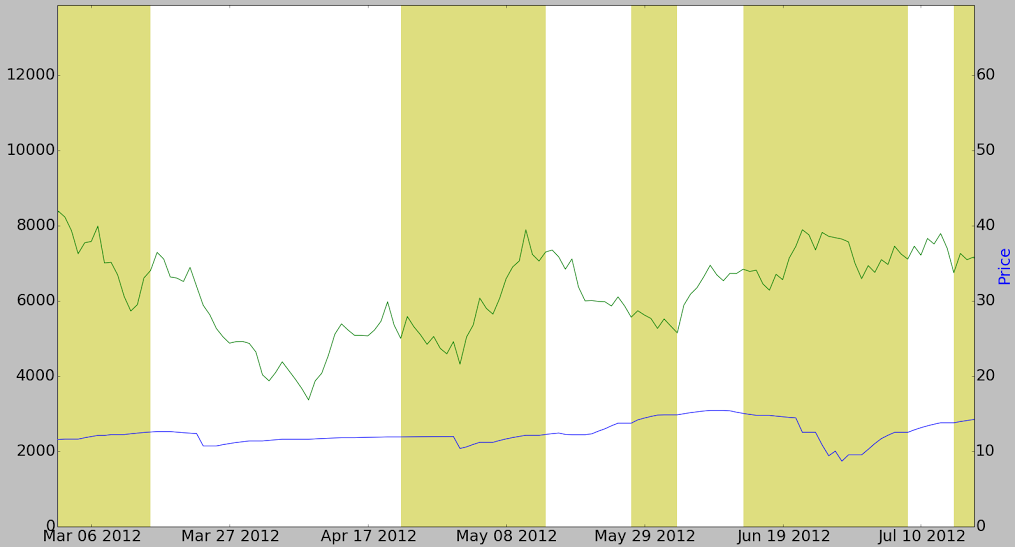 12000
10000
8000
6000
4000
2000
0
60
50
40
30
20
10
0
Price
Mar 06 2012
Mar 27 2012
Apr 17 2012
May 08 2012
May 29 2012
Jun 19 2012
Jul 10 2012